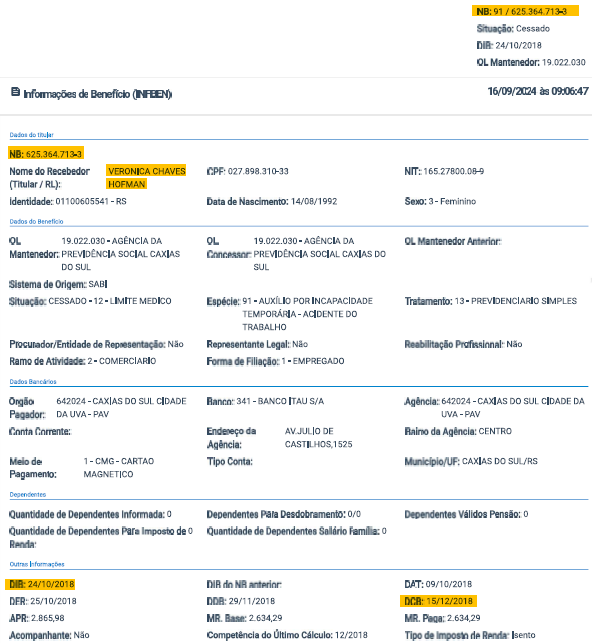 NB: 91 / 625.364.713-3
Situação: Cessado
DIB: 24/10/2018
OL Mantenedor: 19.022.030
Informações de Benefício (INFBEN) 16/09/2024 às 09:06:47
Dados do titular
NB: 625.364.713-3
Nome do Recebedor (Titular / RL): VERONICA CHAVES HOFMAN CPF: 027.898.310-33 NIT: 165.27800.08-9
Identidade: 01100605541 - RS Data de Nascimento: 14/08/1992 Sexo: 3 - Feminino
Dados do Benefício
OL Mantenedor: 19.022.030 - AGÊNCIA DA PREVIDÊNCIA SOCIAL CAXIAS DO SUL OL Concessor: 19.022.030 - AGÊNCIA DA PREVIDÊNCIA SOCIAL CAXIAS DO SUL OL Mantenedor Anterior:
Sistema de Origem: SABI
Situação: CESSADO - 12 - LIMITE MEDICO Espécie: 91 - AUXÍLIO POR INCAPACIDADE TEMPORÁRIA - ACIDENTE DO TRABALHO Tratamento: 13 - PREVIDENCIARIO SIMPLES
Procurador/Entidade de Representação: Não Representante Legal: Não Reabilitação Profissional: Não
Ramo de Atividade: 2 - COMERCIARIO Forma de Filiação: 1 - EMPREGADO
Dados Bancários
Orgão Pagador: 642024 - CAXIAS DO SUL CIDADE DA UVA - PAV Banco: 341 - BANCO ITAU S/A Agência: 642024 - CAXIAS DO SUL CIDADE DA UVA - PAV
Conta Corrente: Endereço da Agência: AV.JULIO DE CASTILHOS,1525 Bairro da Agência: CENTRO
Meio de Pagamento: 1 - CMG - CARTAO MAGNETICO Tipo Conta: Município/UF: CAXIAS DO SUL/RS
Dependentes
Quantidade de Dependentes Informada: 0 Dependentes Para Desdobramento: 0/0 Dependentes Válidos Pensão: 0
Quantidade de Dependentes Para Imposto de Renda: 0 Quantidade de Dependentes Salário Família: 0
Outras Informações
DIB: 24/10/2018 DIB do NB anterior: DAT: 09/10/2018
DER: 25/10/2018 DDB: 29/11/2018 DCB: 15/12/2018
APR: 2.865,98 MR. Base: 2.634,29 MR. Paga: 2.634,29
Acompanhante: Não Competência do Último Cálculo: 12/2018 Tipo de Imposto de Renda: Isento